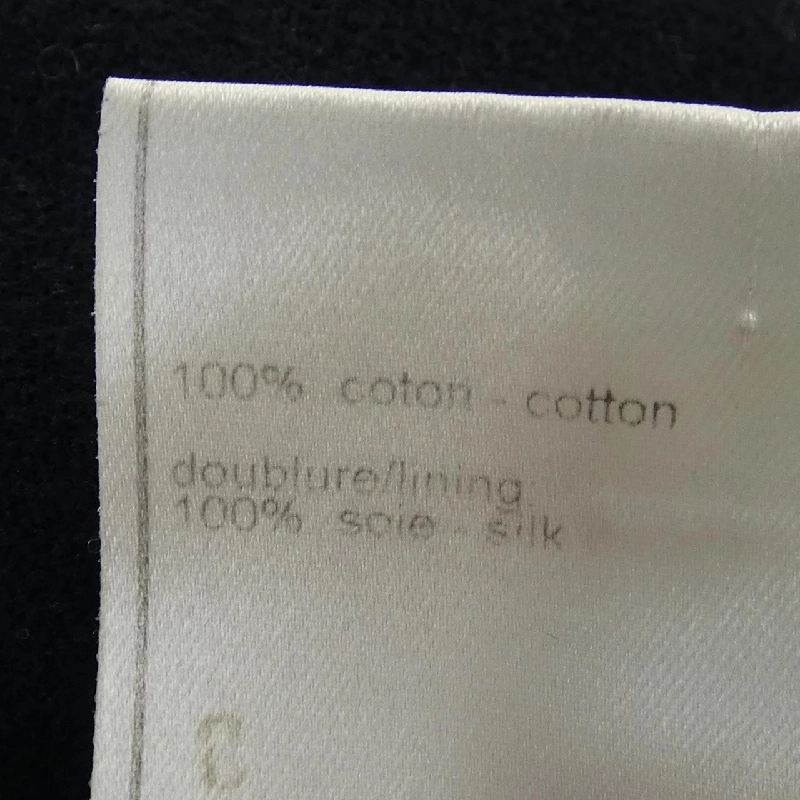 100% coton - cotton
doublure/lining
100% soie - silk